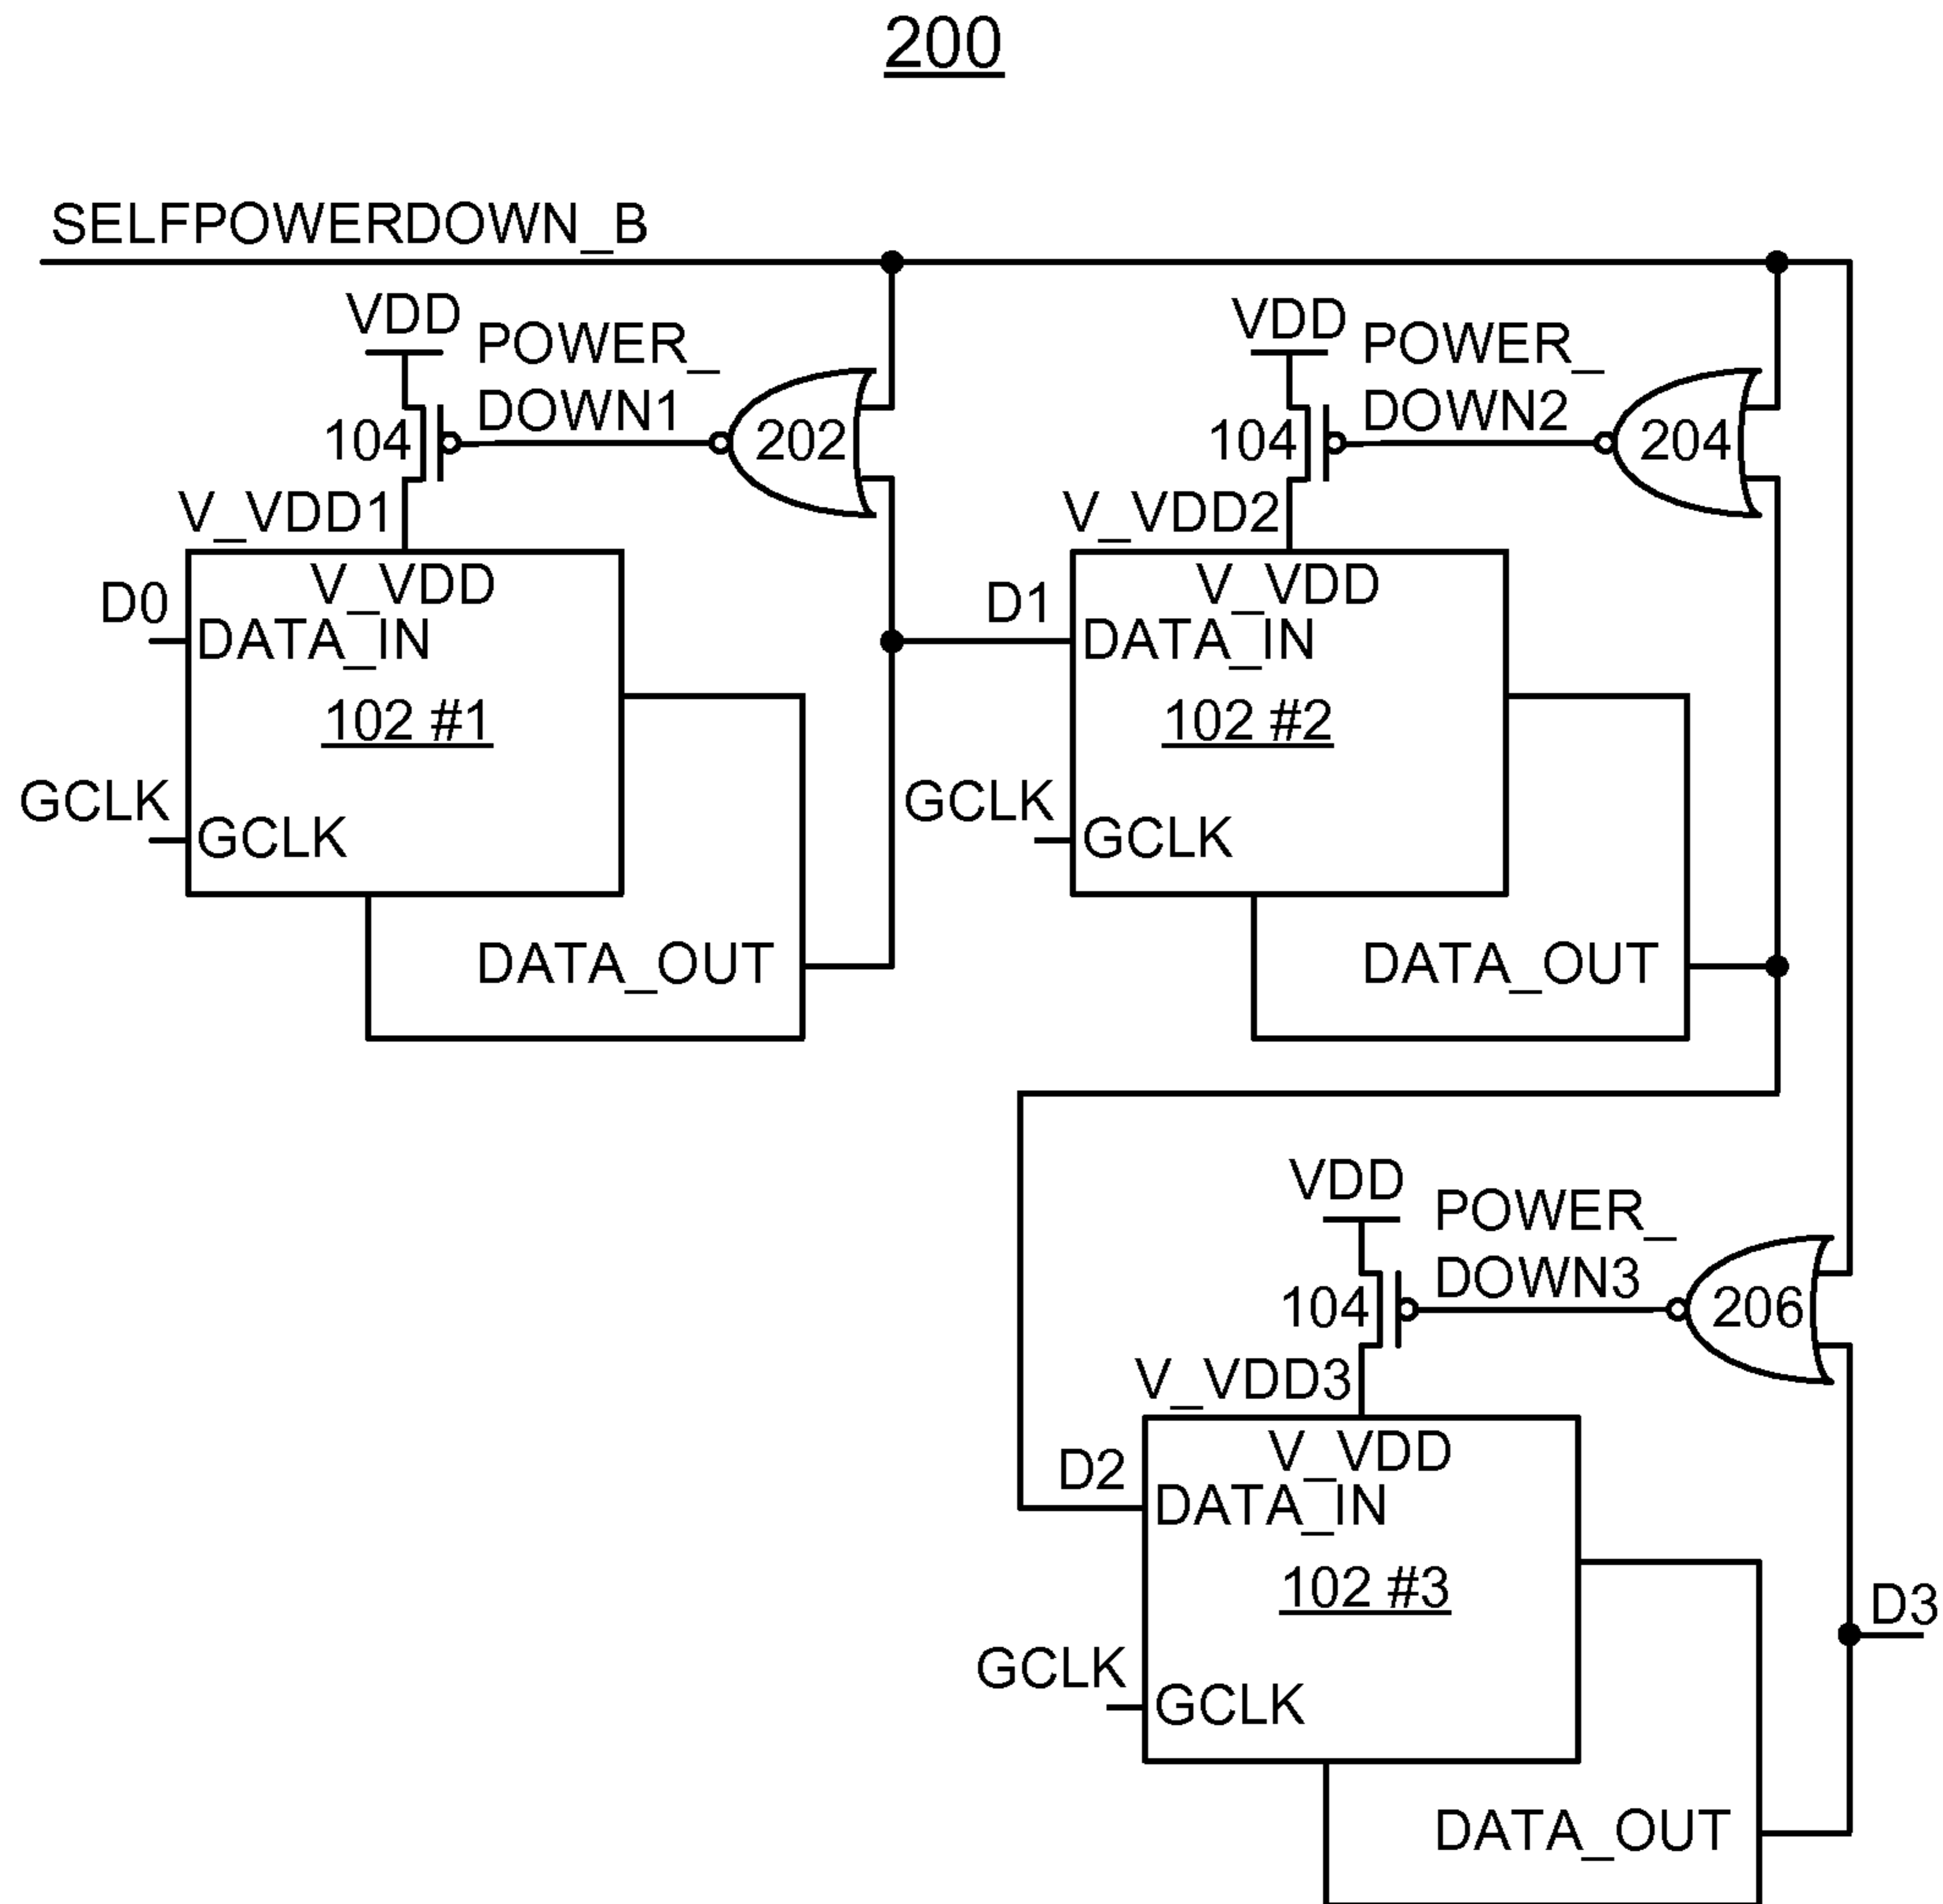 200
SELFPOWERDOWN_B
VDD
POWER_
DOWN1
104
202
V_VDD1
V_VDD
D0
DATA_IN
102 #1
GCLK
GCLK
DATA_OUT
VDD
POWER_
DOWN2
104
204
V_VDD2
V_VDD
D1
DATA_IN
102 #2
GCLK
GCLK
DATA_OUT
VDD
POWER_
DOWN3
104
206
V_VDD3
V_VDD
D2
DATA_IN
102 #3
D3
GCLK
GCLK
DATA_OUT